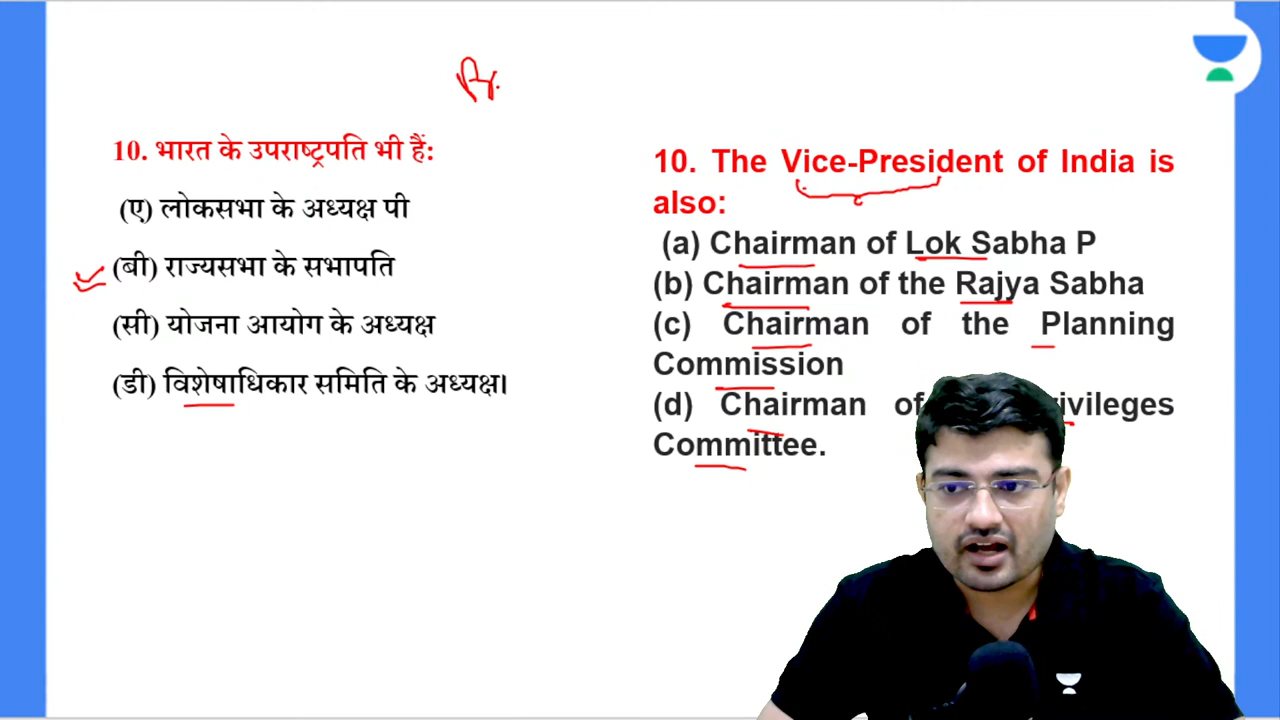 10. भारत के उपराष्ट्रपति भी हैं:
(ए) लोकसभा के अध्यक्ष पी
(बी) राज्यसभा के सभापति
(सी) योजना आयोग के अध्यक्ष
(डी) विशेषाधिकार समिति के अध्यक्ष।
10. The Vice-President of India is
also:
(a) Chairman of Lok Sabha P
(b) Chairman of the Rajya Sabha
(c) Chairman of the Planning
Commission
(d) Chairman of
Committee.